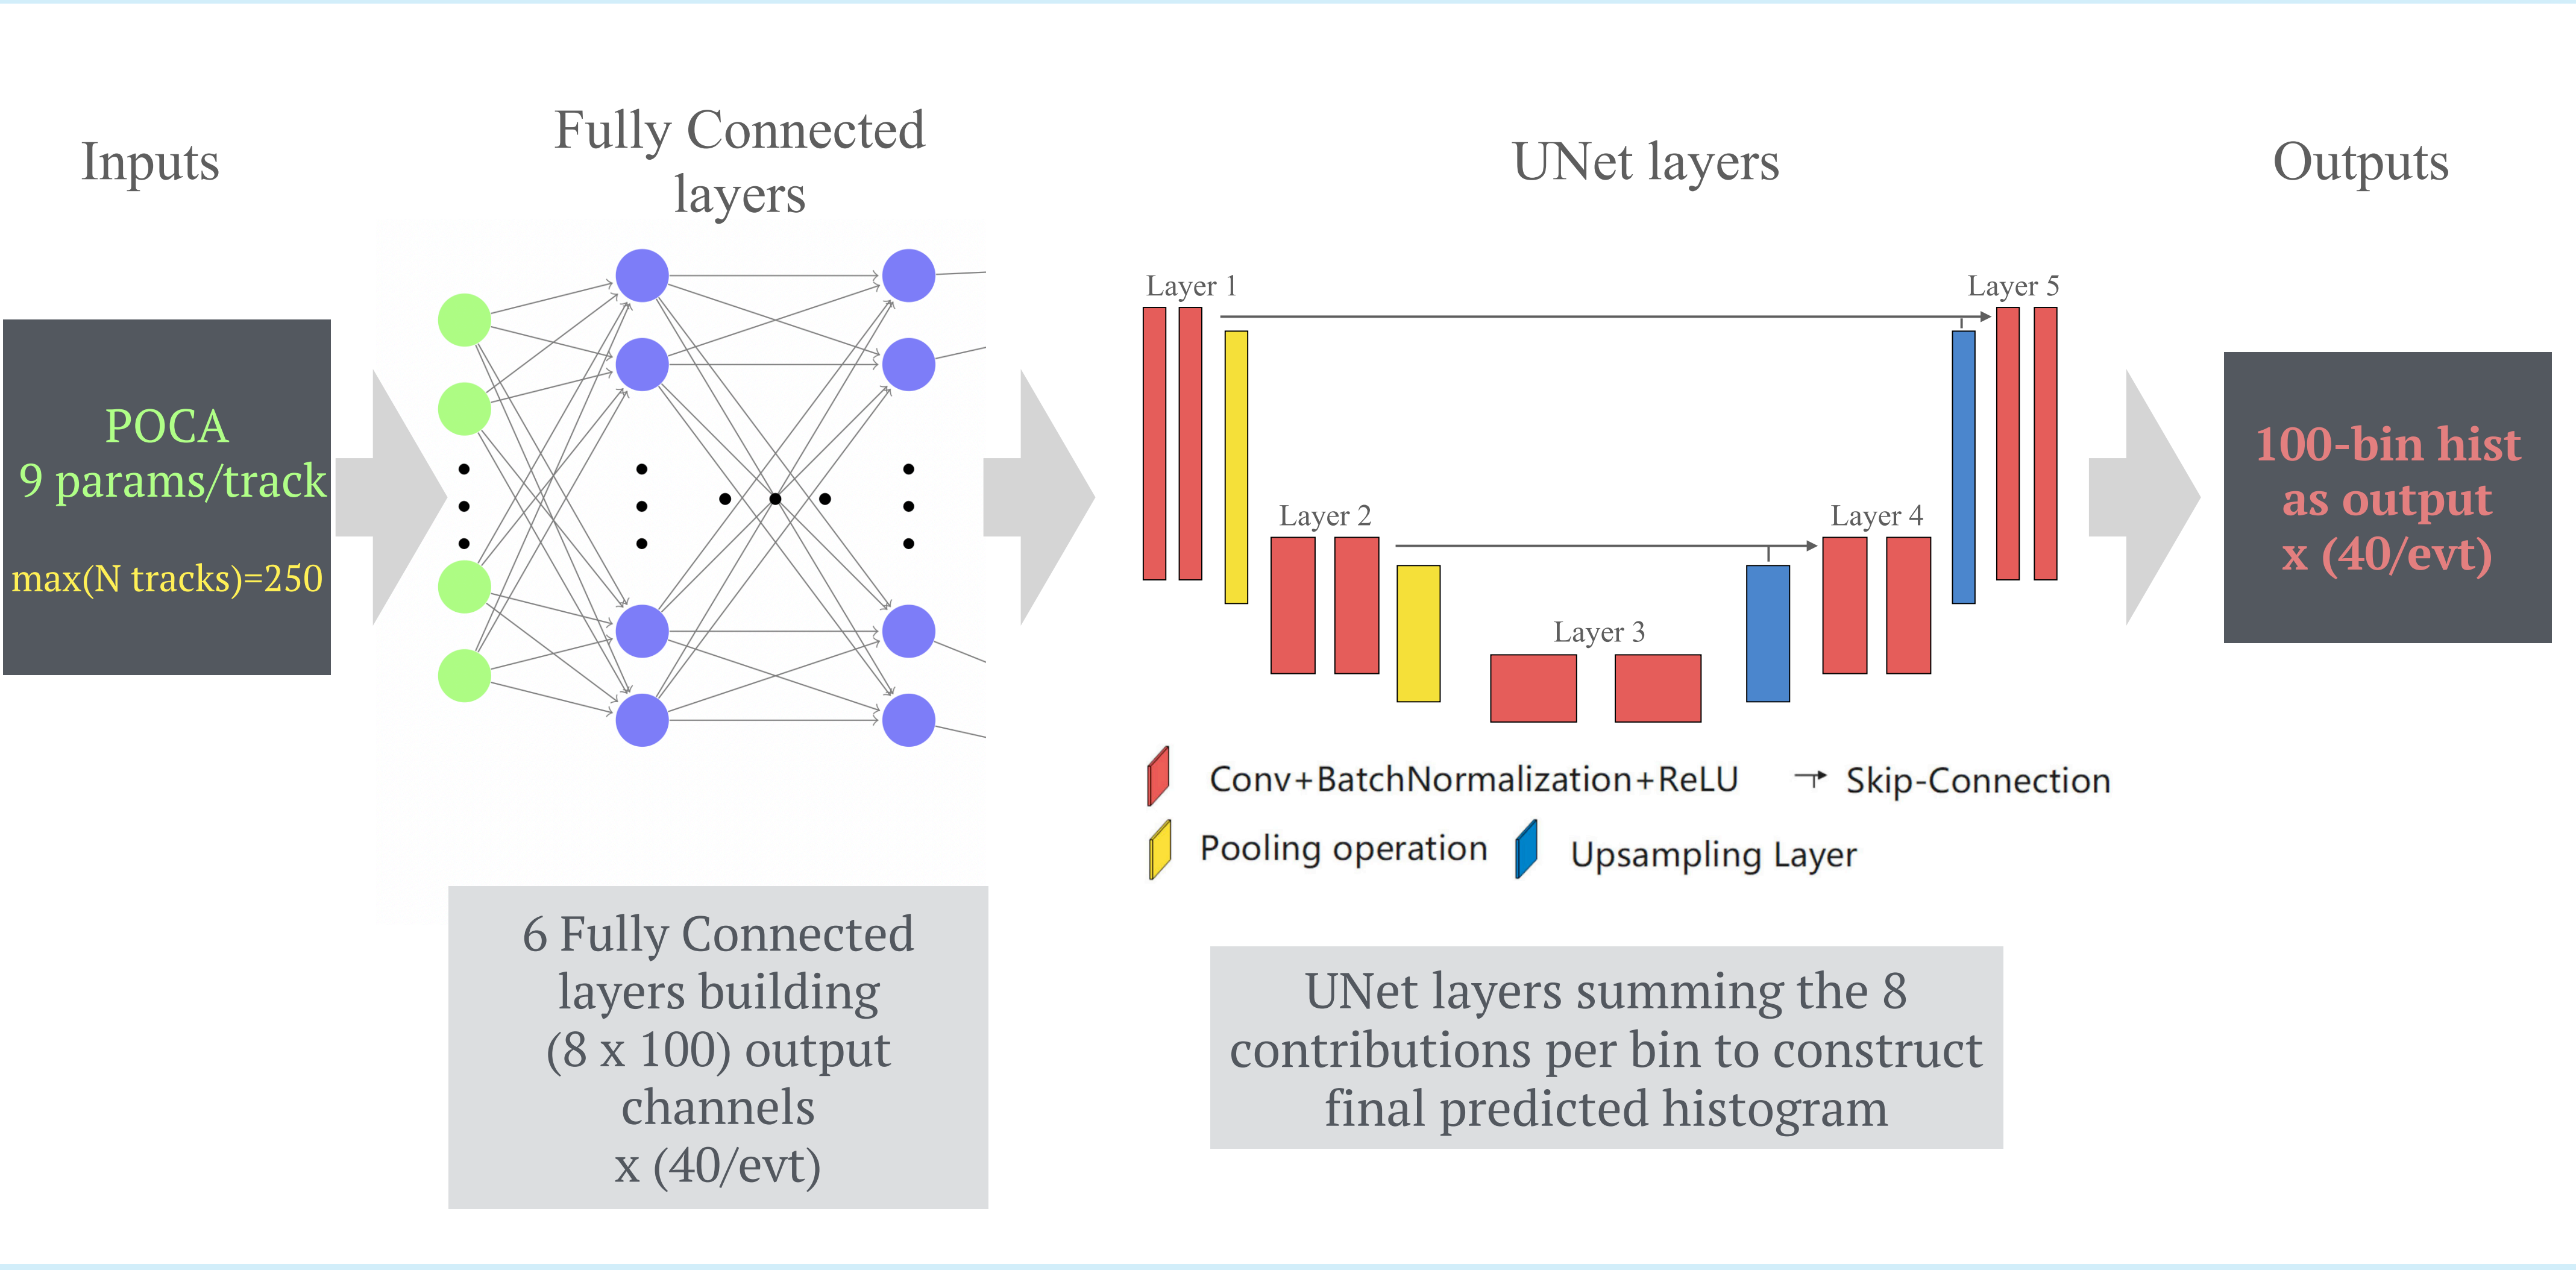 Inputs
Fully Connected
layers
UNet layers
Outputs
POCA
9 params/track
max(N tracks)=250
Layer 1
Layer 5
Layer 2
Layer 4
Layer 3
Conv+BatchNormalization+ReLU
Skip-Connection
Pooling operation
Upsampling Layer
100-bin hist
as output
x (40/evt)
6 Fully Connected
layers building
(8 x 100) output
channels
x (40/evt)
UNet layers summing the 8
contributions per bin to construct
final predicted histogram